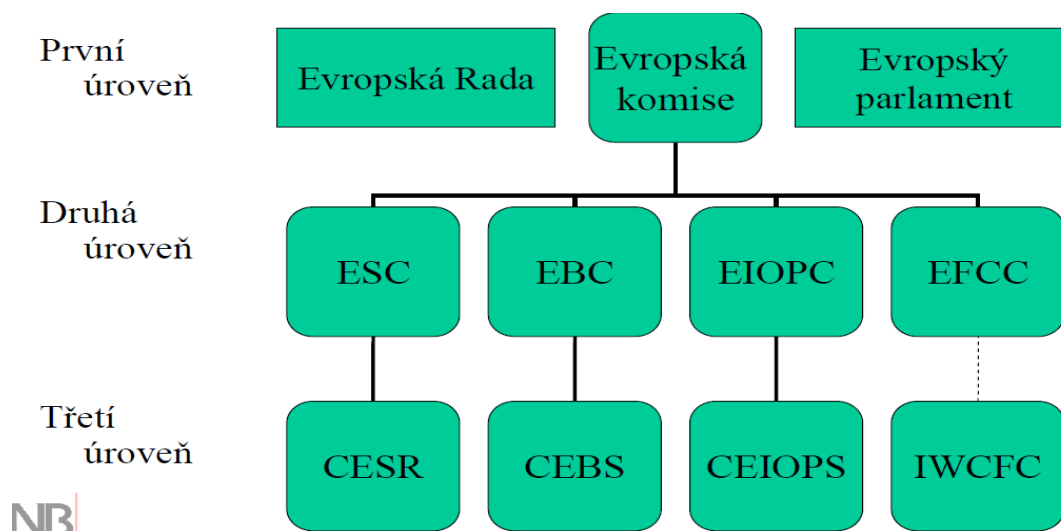 První
úroveň
Evropská Rada
Evropská
komise
Evropský
parlament
Druhá
úroveň
ESC
EBC
EIOPC
EFCC
Třetí
úroveň
CESR
CEBS
CEIOPS
IWCFC
NB